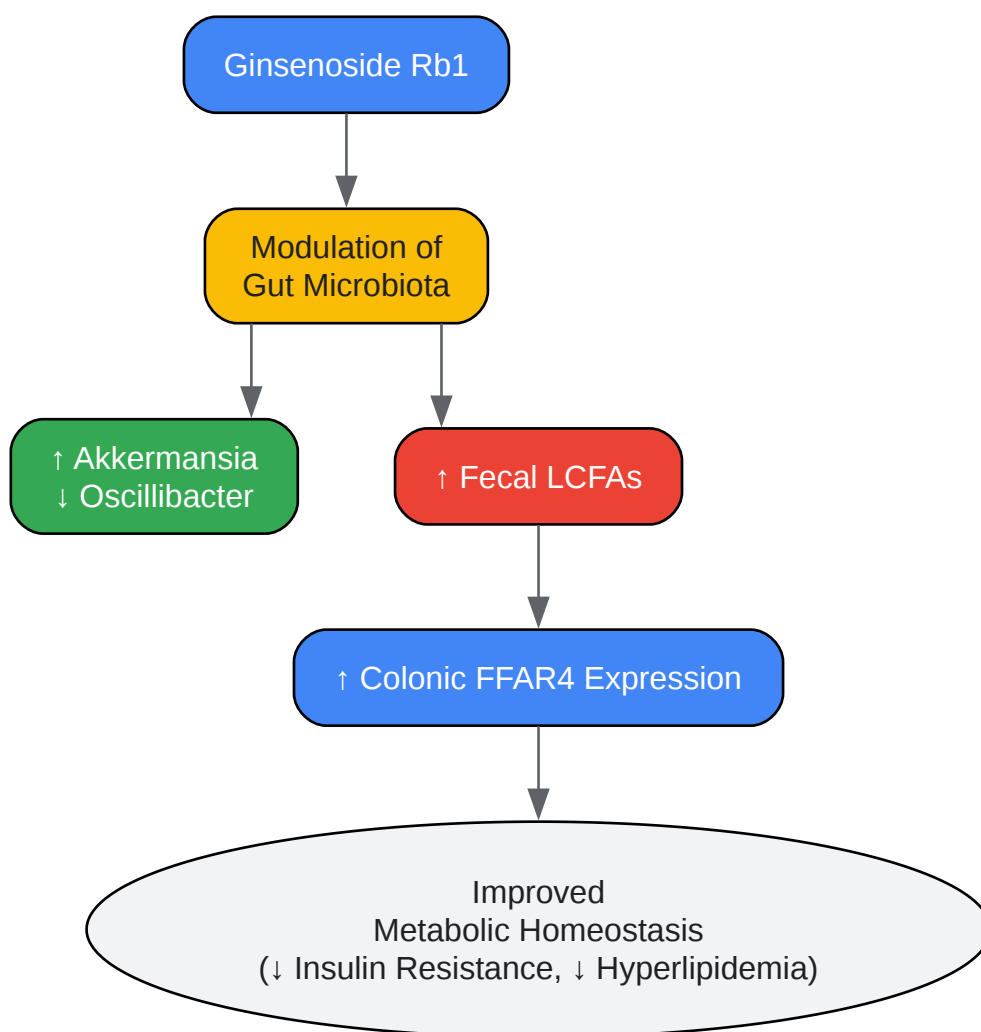 Ginsenoside Rb1
Modulation of
Gut Microbiota
↑ Akkermansia
↓ Oscillibacter
↑ Fecal LCFAs
↑ Colonic FFAR4 Expression
Improved
Metabolic Homeostasis
(↓ Insulin Resistance, ↓ Hyperlipidemia)